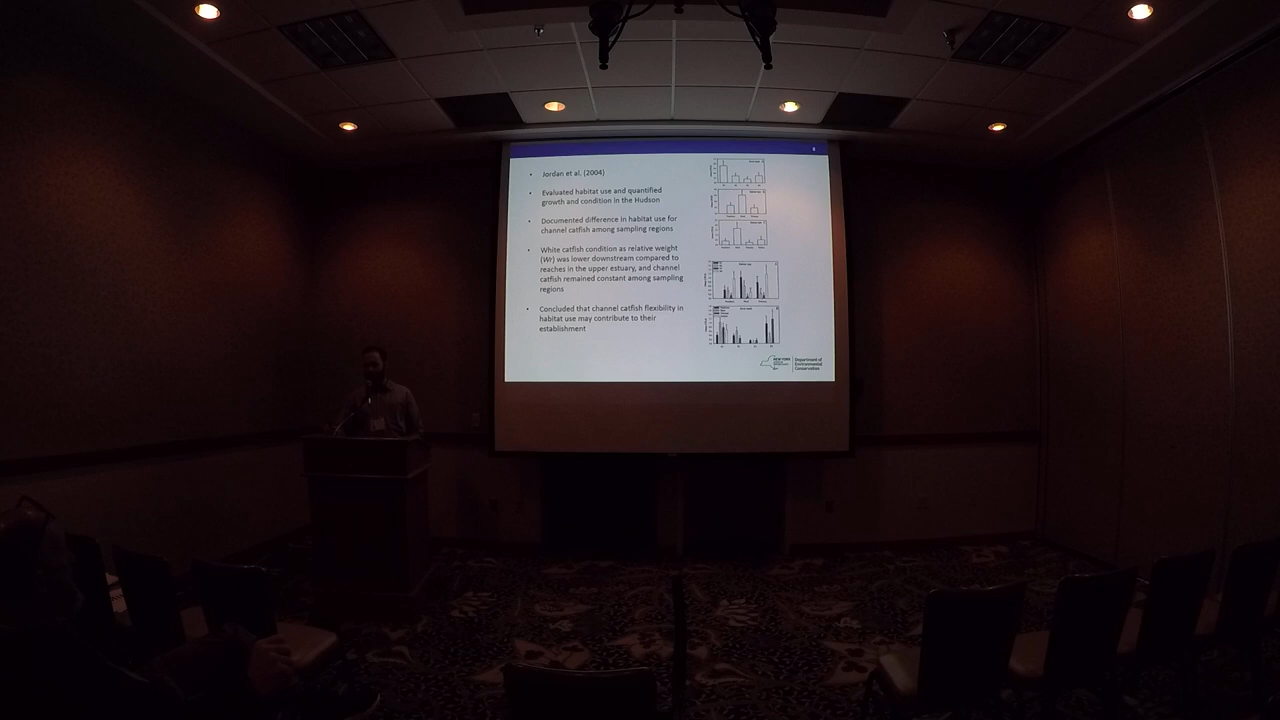 • Jordan et al. (2004)
• Evaluated habitat use and quantified
growth and condition in the Hudson
• Documented difference in habitat use for
channel catfish among sampling regions
• White catfish condition as relative weight
(Wr) was lower downstream compared to
reaches in the upper estuary, and channel
catfish remained constant among sampling
regions
• Concluded that channel catfish flexibility in
habitat use may contribute to their
establishment
NEW YORK
Department of
Environmental
Conservation